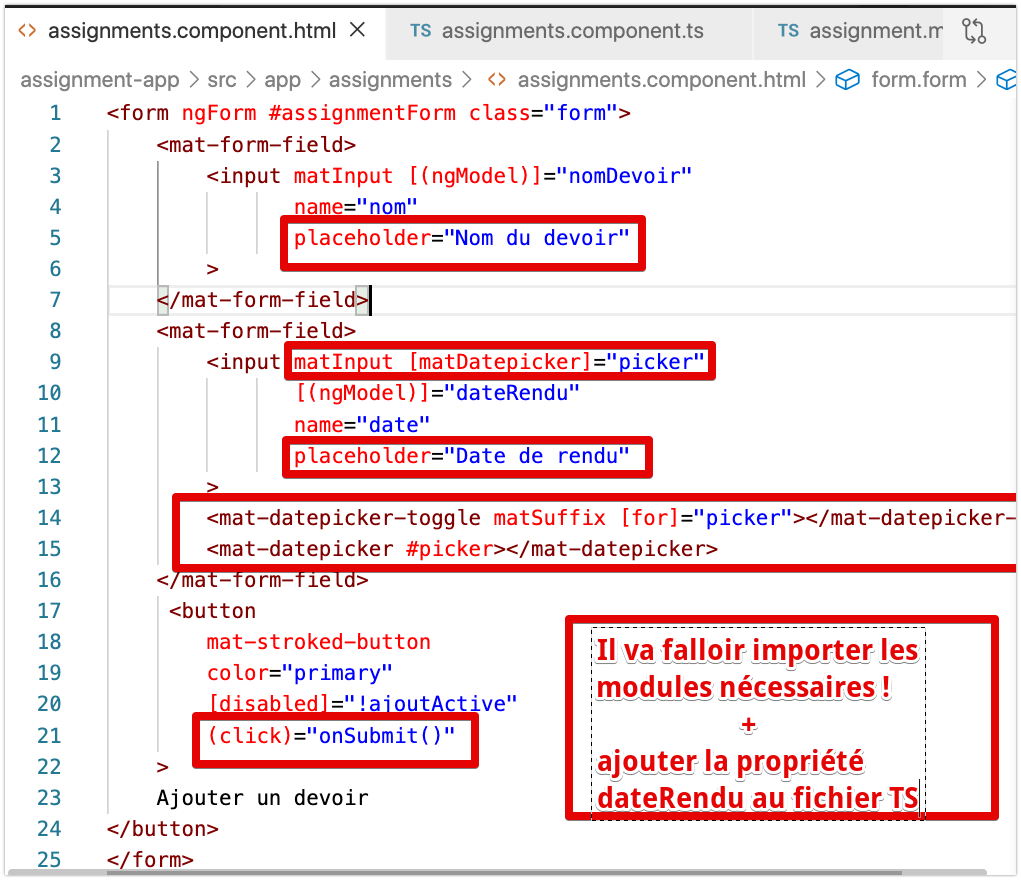 assignments.component.html
TS assignments.component.ts
TS assignment.m
assignment-app > src > app > assignments > assignments.component.html > form.form >
1 <form ngForm #assignmentForm class="form">
2 <mat-form-field>
3 <input matInput [(ngModel)]="nomDevoir"
4 name="nom"
5 placeholder="Nom du devoir"
6 >
7 </mat-form-field>
8 <mat-form-field>
9 <input matInput [matDatepicker]="picker"
10 [(ngModel)]="dateRendu"
11 name="date"
12 placeholder="Date de rendu"
13 >
14 <mat-datepicker-toggle matSuffix [for]="picker"></mat-datepicker-
15 <mat-datepicker #picker></mat-datepicker>
16 </mat-form-field>
17 <button
18 mat-stroked-button
19 color="primary"
20 [disabled]="!ajoutActive"
21 (click)="onSubmit()"
22 >
23 Ajouter un devoir
24 </button>
25 </form>
Il va falloir importer les
modules nécessaires !
+
ajouter la propriété
dateRendu au fichier TS